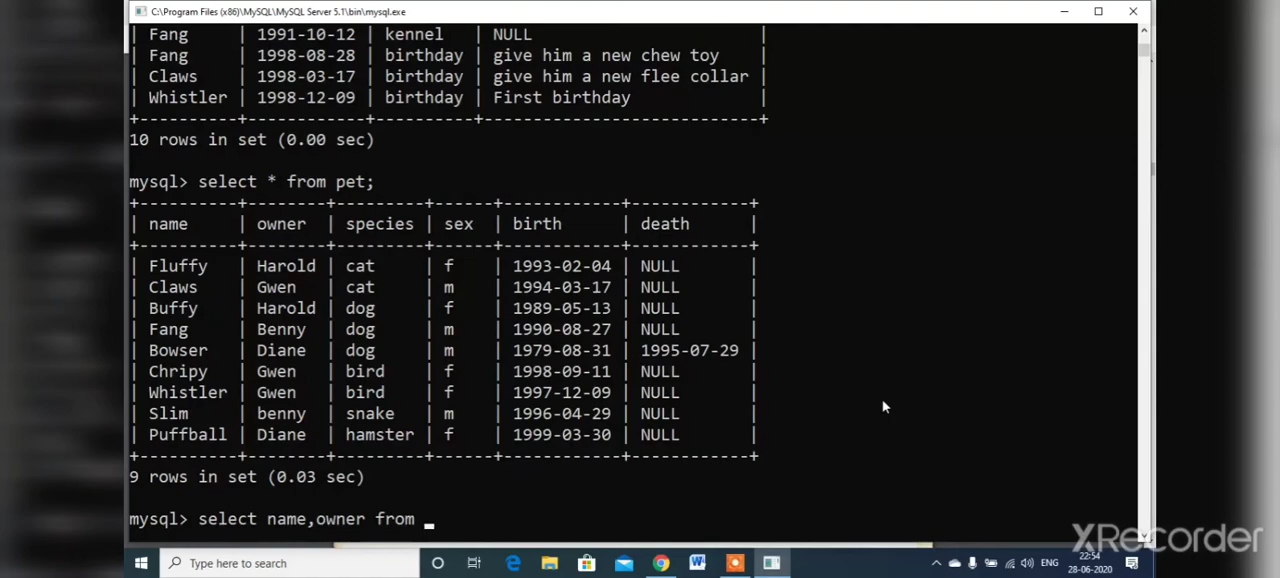 C:\Program Files (x86)\MySQL\MySQL Server 5.1\bin\mysql.exe
| Fang     | 1991-10-12 | kennel   | NULL                        |
| Fang     | 1998-08-28 | birthday | give him a new chew toy     |
| Claws    | 1998-03-17 | birthday | give him a new flee collar |
| Whistler | 1998-12-09 | birthday | First birthday              |
+----------+------------+----------+----------------------------+
10 rows in set (0.00 sec)
mysql> select * from pet;
+----------+--------+---------+------+------------+------------+
| name     | owner  | species | sex  | birth      | death      |
+----------+--------+---------+------+------------+------------+
| Fluffy   | Harold | cat     | f    | 1993-02-04 | NULL       |
| Claws    | Gwen   | cat     | m    | 1994-03-17 | NULL       |
| Buffy    | Harold | dog     | f    | 1989-05-13 | NULL       |
| Fang     | Benny  | dog     | m    | 1990-08-27 | NULL       |
| Bowser   | Diane  | dog     | m    | 1979-08-31 | 1995-07-29 |
| Chripy   | Gwen   | bird    | f    | 1998-09-11 | NULL       |
| Whistler | Gwen   | bird    | f    | 1997-12-09 | NULL       |
| Slim     | benny  | snake   | m    | 1996-04-29 | NULL       |
| Puffball | Diane  | hamster | f    | 1999-03-30 | NULL       |
+----------+--------+---------+------+------------+------------+
9 rows in set (0.03 sec)
mysql> select name,owner from _
XRecorder
Type here to search
ENG
22:54
28-06-2020